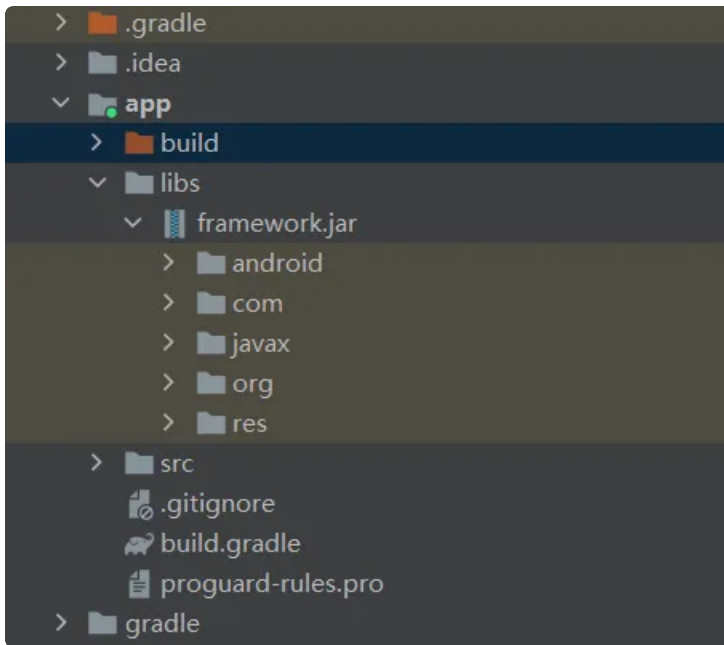 .gradle
.idea
app
build
libs
framework.jar
android
com
javax
org
res
src
.gitignore
build.gradle
proguard-rules.pro
gradle